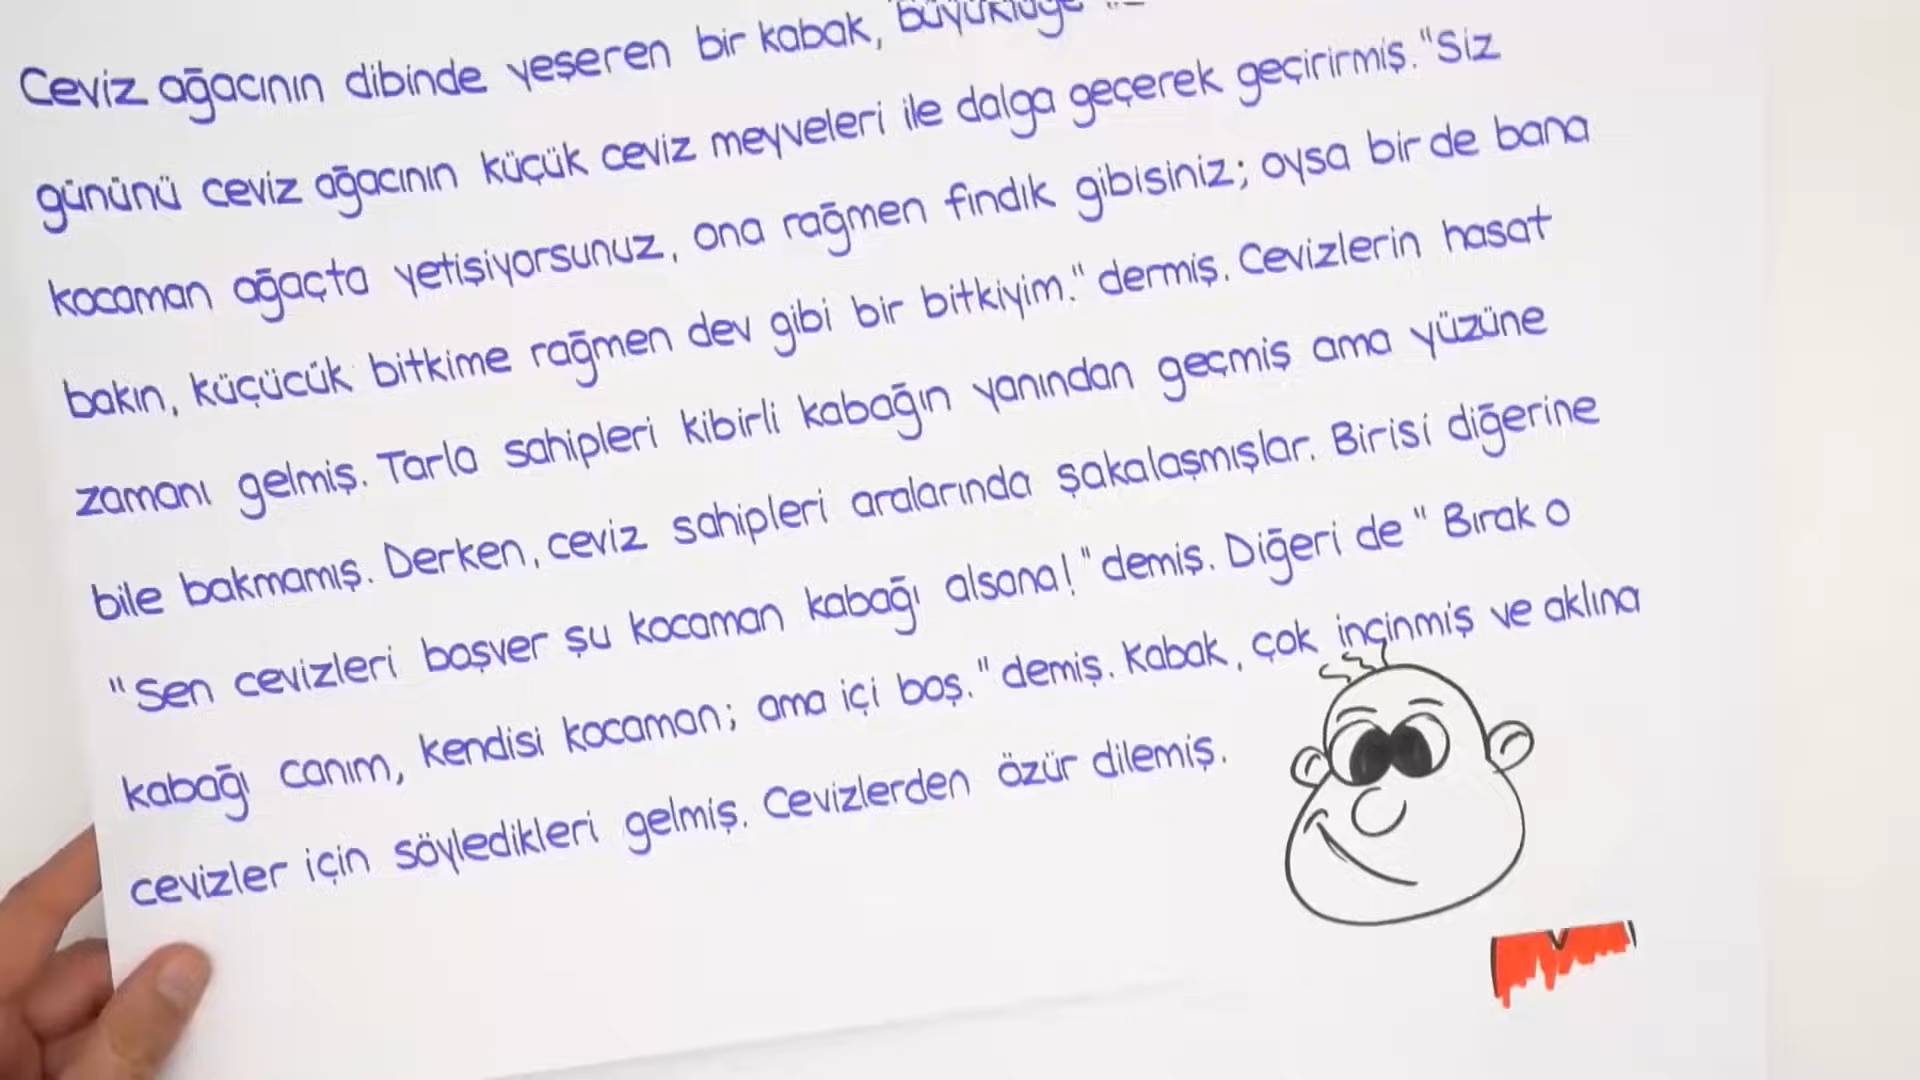 Ceviz ağacının dibinde yeşeren bir kabak,
gününü ceviz ağacının küçük ceviz meyveleri ile dalga geçerek geçirirmiş. "Siz
kocaman ağaçta yetişiyorsunuz, ona rağmen fındık gibisiniz; oysa bir de bana
bakın, küçücük bitkime rağmen dev gibi bir bitkiyim." dermiş. Cevizlerin hasat
zamanı gelmiş. Tarla sahipleri kibirli kabağın yanından geçmiş ama yüzüne
bile bakmamış. Derken, ceviz sahipleri aralarında şakalaşmışlar. Birisi diğerine
"Sen cevizleri boşver şu kocaman kabağı alsana!" demiş. Diğeri de "Bırak o
kabağı canım, kendisi kocaman; ama içi boş." demiş. Kabak, çok inçinmiş ve aklına
cevizler için söyledikleri gelmiş. Cevizlerden özür dilemiş.